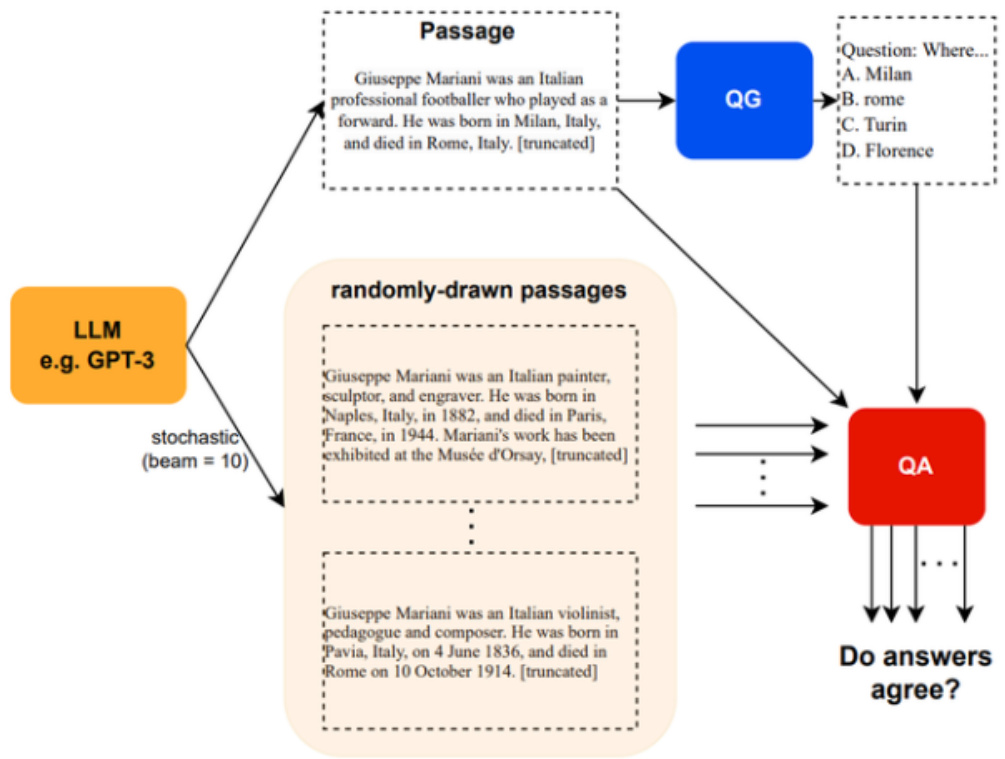 Passage
Giuseppe Mariani was an Italian
professional footballer who played as a
forward. He was born in Milan, Italy,
and died in Rome, Italy. [truncated]
QG
Question: Where...
A. Milan
B. rome
C. Turin
D. Florence
LLM
e.g. GPT-3
stochastic
(beam = 10)
randomly-drawn passages
Giuseppe Mariani was an Italian painter,
sculptor, and engraver. He was born in
Naples, Italy, in 1882, and died in Paris,
France, in 1944. Mariani's work has been
exhibited at the Musée d'Orsay, [truncated]
Giuseppe Mariani was an Italian violinist,
pedagogue and composer. He was born in
Pavia, Italy, on 4 June 1836, and died in
Rome on 10 October 1914. [truncated]
QA
Do answers
agree?